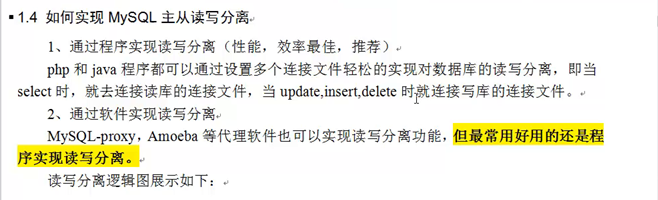 1.4 如何实现 MySQL 主从读写分离
1、通过程序实现读写分离（性能，效率最佳，推荐）
php 和 java 程序都可以通过设置多个连接文件轻松的实现对数据库的读写分离，即当
select 时，就去连接读库的连接文件，当 update,insert,delete 时就连接写库的连接文件。
2、通过软件实现读写分离
MySQL-proxy，Amoeba 等代理软件也可以实现读写分离功能，但最常用好用的还是程
序实现读写分离。
读写分离逻辑图展示如下：